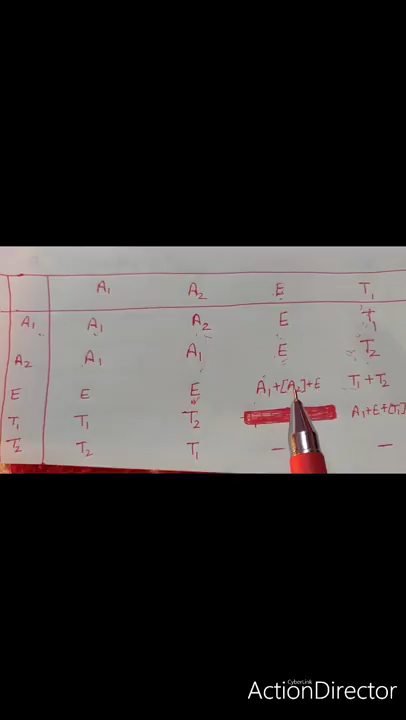 A₁ A₂ E T₁
A₁ A₁ A₂ E T₁
A₂ A₁ A₁ E T₂
E E E A₁+[A₂]+E T₁+T₂
T₁ T₁ T₂ A₁+E+[T₁]
T₂ T₂ T₁ – –
CyberLink
ActionDirector